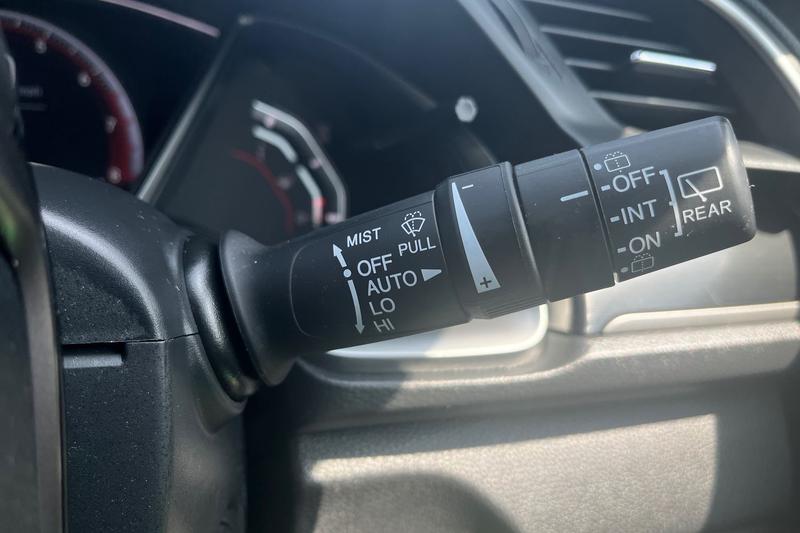 MIST
PULL
OFF
AUTO
LO
HI
-
+
OFF
INT
ON
REAR